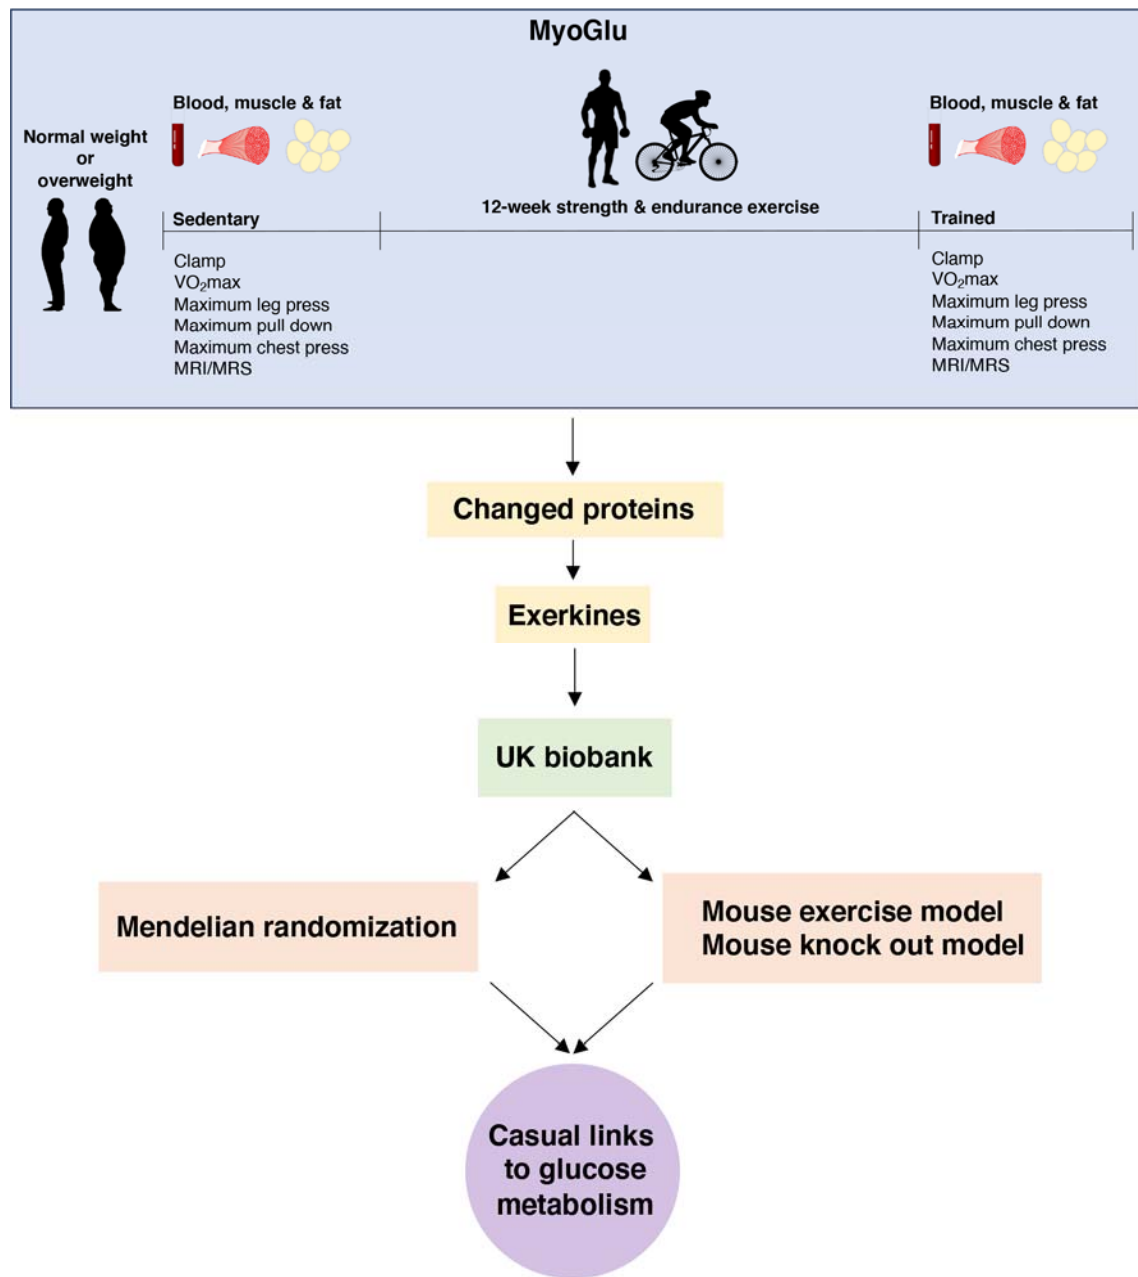 MyoGlu
Normal weight
or
overweight
Blood, muscle & fat
Sedentary
Clamp
VO₂max
Maximum leg press
Maximum pull down
Maximum chest press
MRI/MRS
12-week strength & endurance exercise
Blood, muscle & fat
Trained
Clamp
VO₂max
Maximum leg press
Maximum pull down
Maximum chest press
MRI/MRS
Changed proteins
Exerkines
UK biobank
Mendelian randomization
Mouse exercise model
Mouse knock out model
Casual links
to glucose
metabolism